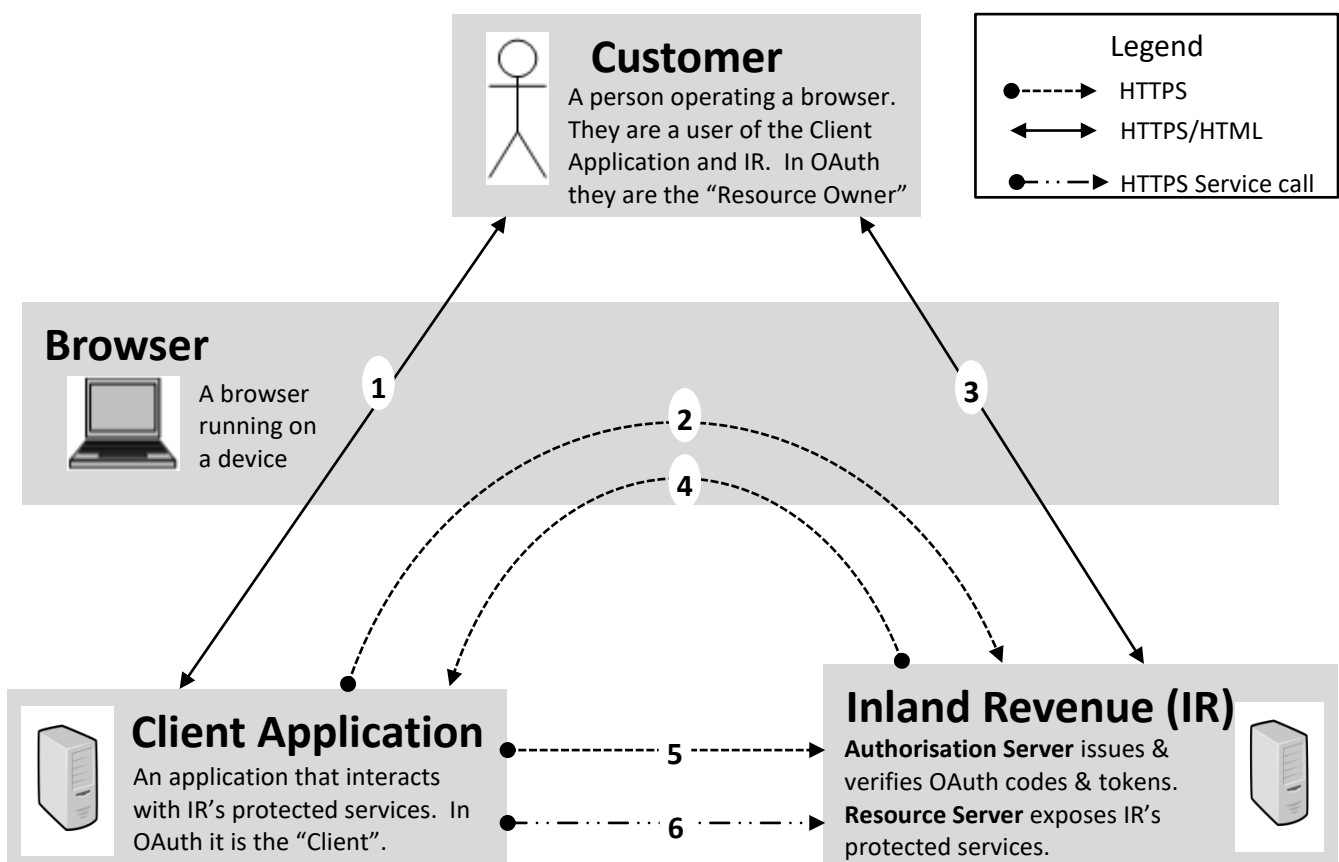 Customer
A person operating a browser.
They are a user of the Client
Application and IR.  In OAuth
they are the “Resource Owner”
Legend
HTTPS
HTTPS/HTML
HTTPS Service call
Browser
A browser
running on
a device
1
2
3
4
Client Application
An application that interacts
with IR’s protected services.  In
OAuth it is the “Client”.
5
6
Inland Revenue (IR)
Authorisation Server issues &
verifies OAuth codes & tokens.
Resource Server exposes IR’s
protected services.